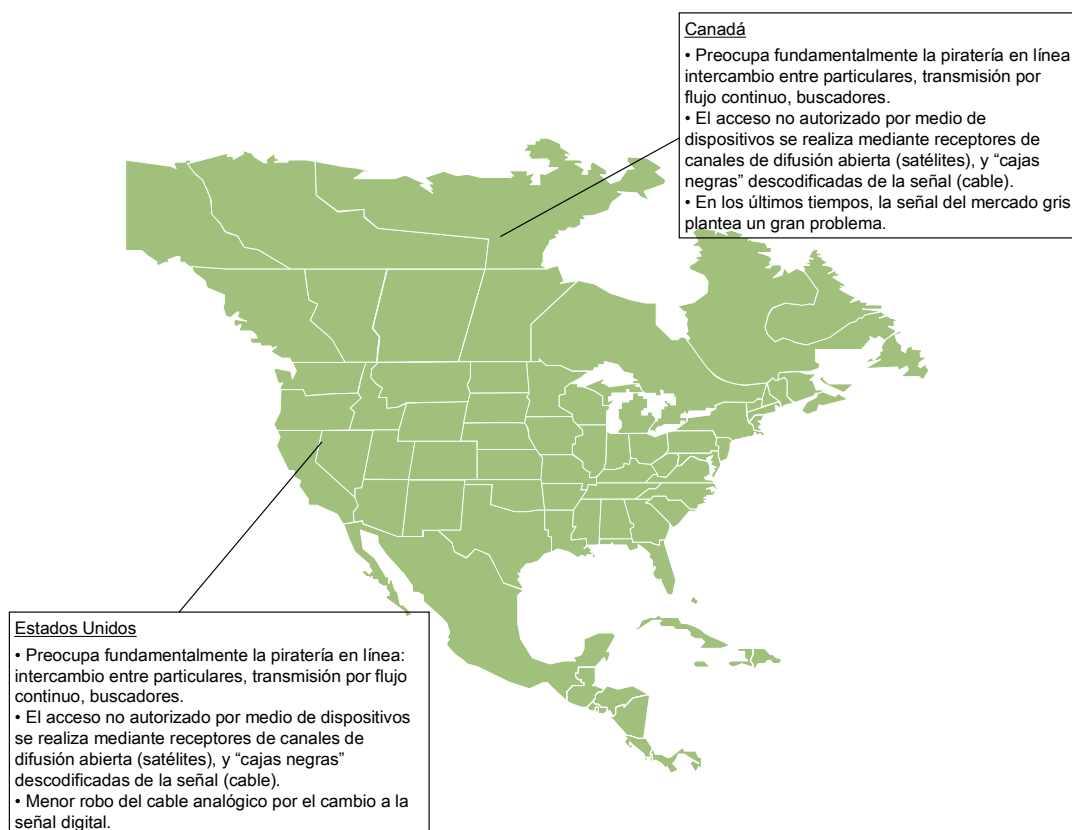 Canadá
• Preocupa fundamentalmente la piratería en línea
intercambio entre particulares, transmisión por
flujo continuo, buscadores.
• El acceso no autorizado por medio de
dispositivos se realiza mediante receptores de
canales de difusión abierta (satélites), y “cajas
negras” descodificadas de la señal (cable).
• En los últimos tiempos, la señal del mercado gris
plantea un gran problema.
Estados Unidos
• Preocupa fundamentalmente la piratería en línea:
intercambio entre particulares, transmisión por flujo
continuo, buscadores.
• El acceso no autorizado por medio de dispositivos
se realiza mediante receptores de canales de
difusión abierta (satélites), y “cajas negras”
descodificadas de la señal (cable).
• Menor robo del cable analógico por el cambio a la
señal digital.